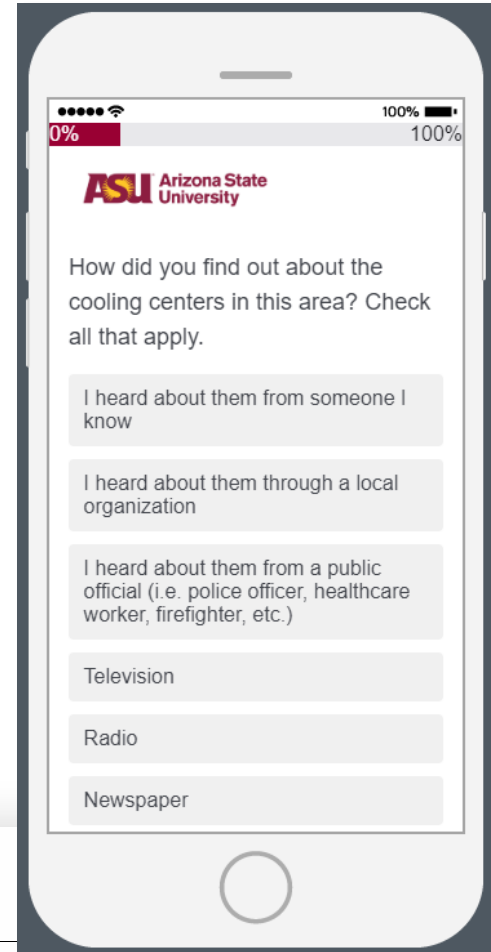 100%
0% 100%
ASU Arizona State
University
How did you find out about the
cooling centers in this area? Check
all that apply.
I heard about them from someone I
know
I heard about them through a local
organization
I heard about them from a public
official (i.e. police officer, healthcare
worker, firefighter, etc.)
Television
Radio
Newspaper